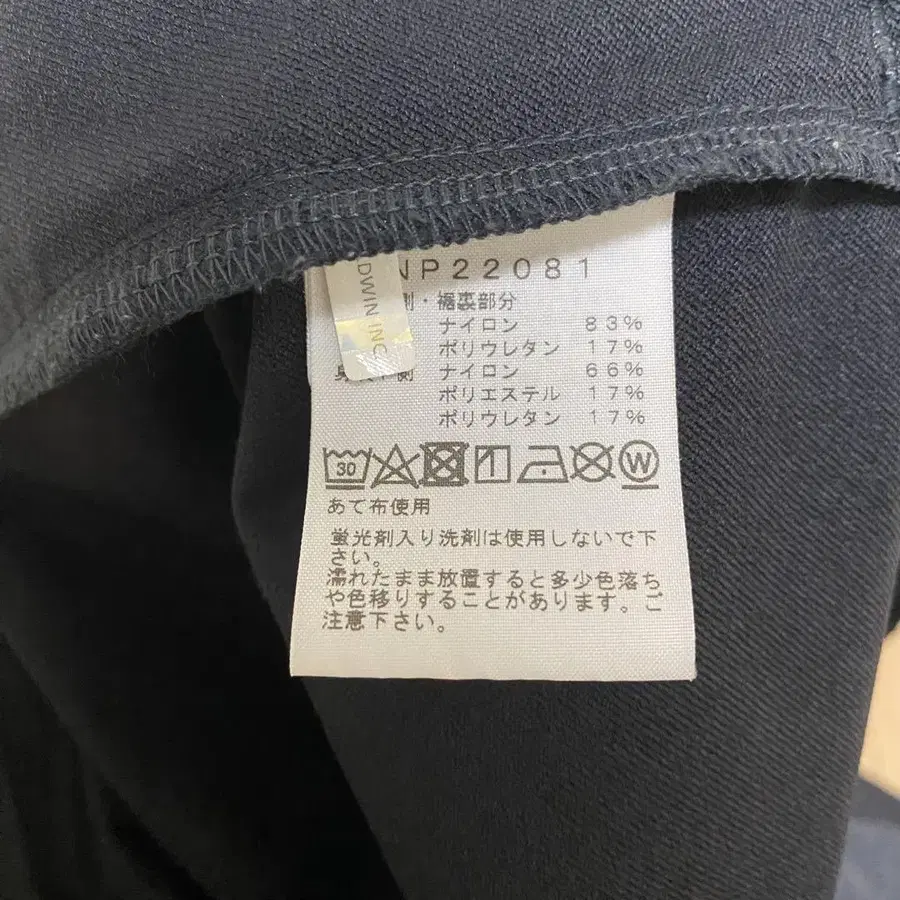 NP22081
側・裾裏部分
ナイロン 83%
ポリウレタン 17%
側 ナイロン 66%
ポリエステル 17%
ポリウレタン 17%
30 W
あて布使用
蛍光剤入り洗剤は使用しないで下
さい。
濡れたまま放置すると多少色落ち
や色移りすることがあります。ご
注意下さい。
DWIN INC